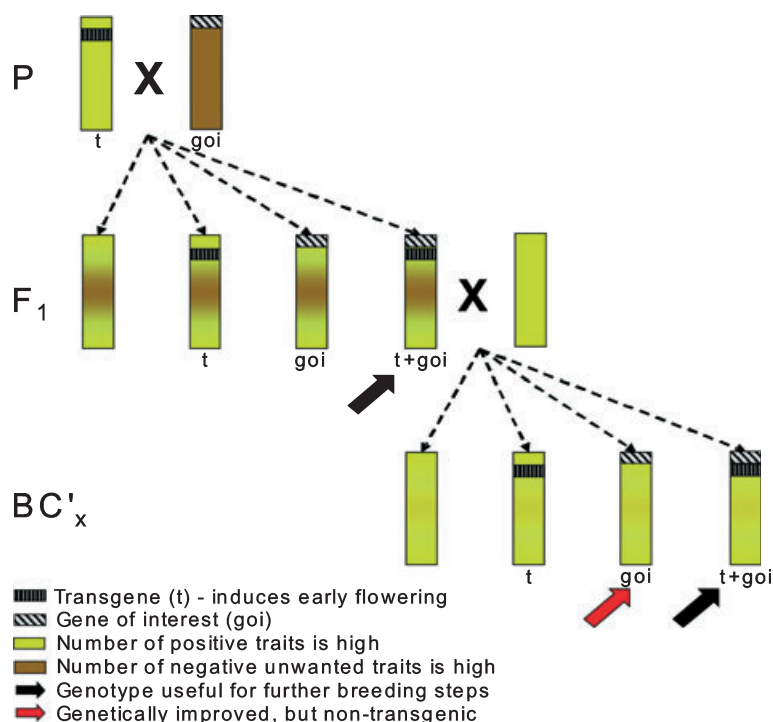 P
X
t
goi
F1
X
t
goi
t+goi
BC'x
t
goi
t+goi
Transgene (t) - induces early flowering
Gene of interest (goi)
Number of positive traits is high
Number of negative unwanted traits is high
Genotype useful for further breeding steps
Genetically improved, but non-transgenic